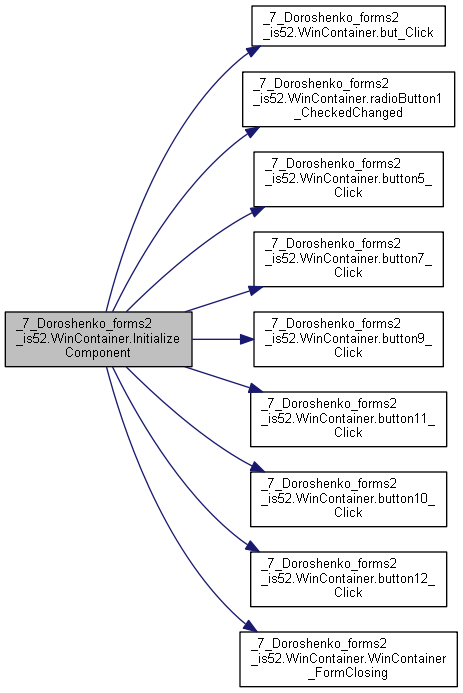 _7_Doroshenko_forms2
_is52.WinContainer.but_Click
_7_Doroshenko_forms2
_is52.WinContainer.radioButton1
_CheckedChanged
_7_Doroshenko_forms2
_is52.WinContainer.button5_
Click
_7_Doroshenko_forms2
_is52.WinContainer.button7_
Click
_7_Doroshenko_forms2
_is52.WinContainer.Initialize
Component
_7_Doroshenko_forms2
_is52.WinContainer.button9_
Click
_7_Doroshenko_forms2
_is52.WinContainer.button11_
Click
_7_Doroshenko_forms2
_is52.WinContainer.button10_
Click
_7_Doroshenko_forms2
_is52.WinContainer.button12_
Click
_7_Doroshenko_forms2
_is52.WinContainer.WinContainer
_FormClosing